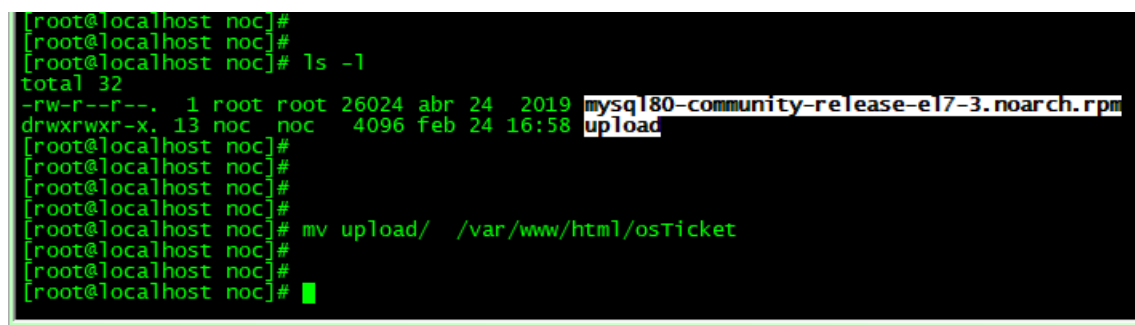 [root@localhost noc]#
[root@localhost noc]#
[root@localhost noc]# ls -l
total 32
-rw-r--r--. 1 root root 26024 abr 24 2019 mysql80-community-release-el7-3.noarch.rpm
drwxrwxr-x. 13 noc noc 4096 feb 24 16:58 upload
[root@localhost noc]#
[root@localhost noc]#
[root@localhost noc]#
[root@localhost noc]#
[root@localhost noc]# mv upload/ /var/www/html/osTicket
[root@localhost noc]#
[root@localhost noc]#
[root@localhost noc]#